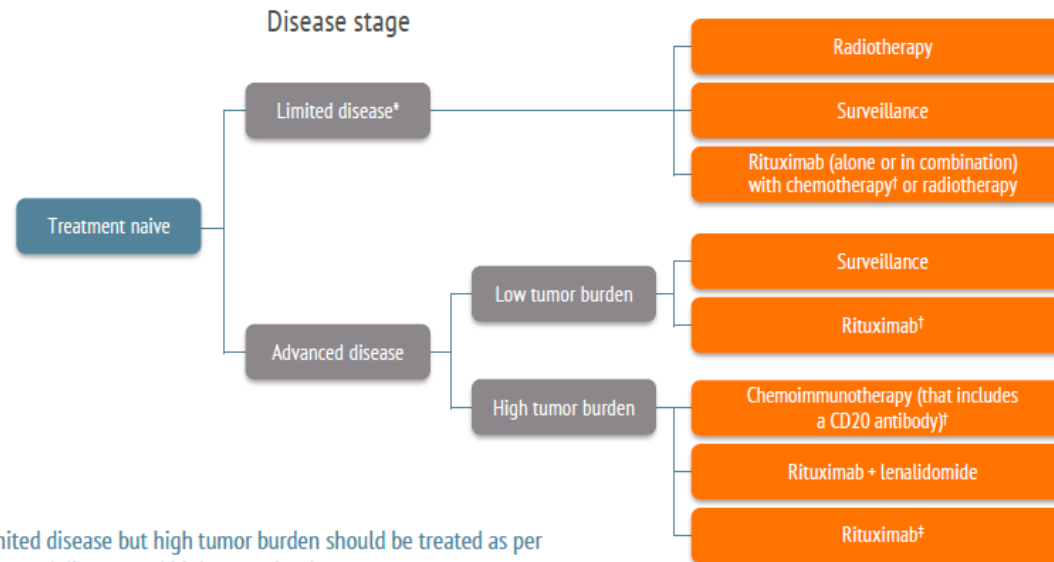 Disease stage
Radiotherapy
Limited disease*
Surveillance
Rituximab (alone or in combination)
with chemotherapy† or radiotherapy
Treatment naive
Surveillance
Low tumor burden
Rituximab†
Advanced disease
Chemoimmunotherapy (that includes
a CD20 antibody)†
High tumor burden
Rituximab + lenalidomide
Rituximab‡
disease but high tumor burden should be treated as per